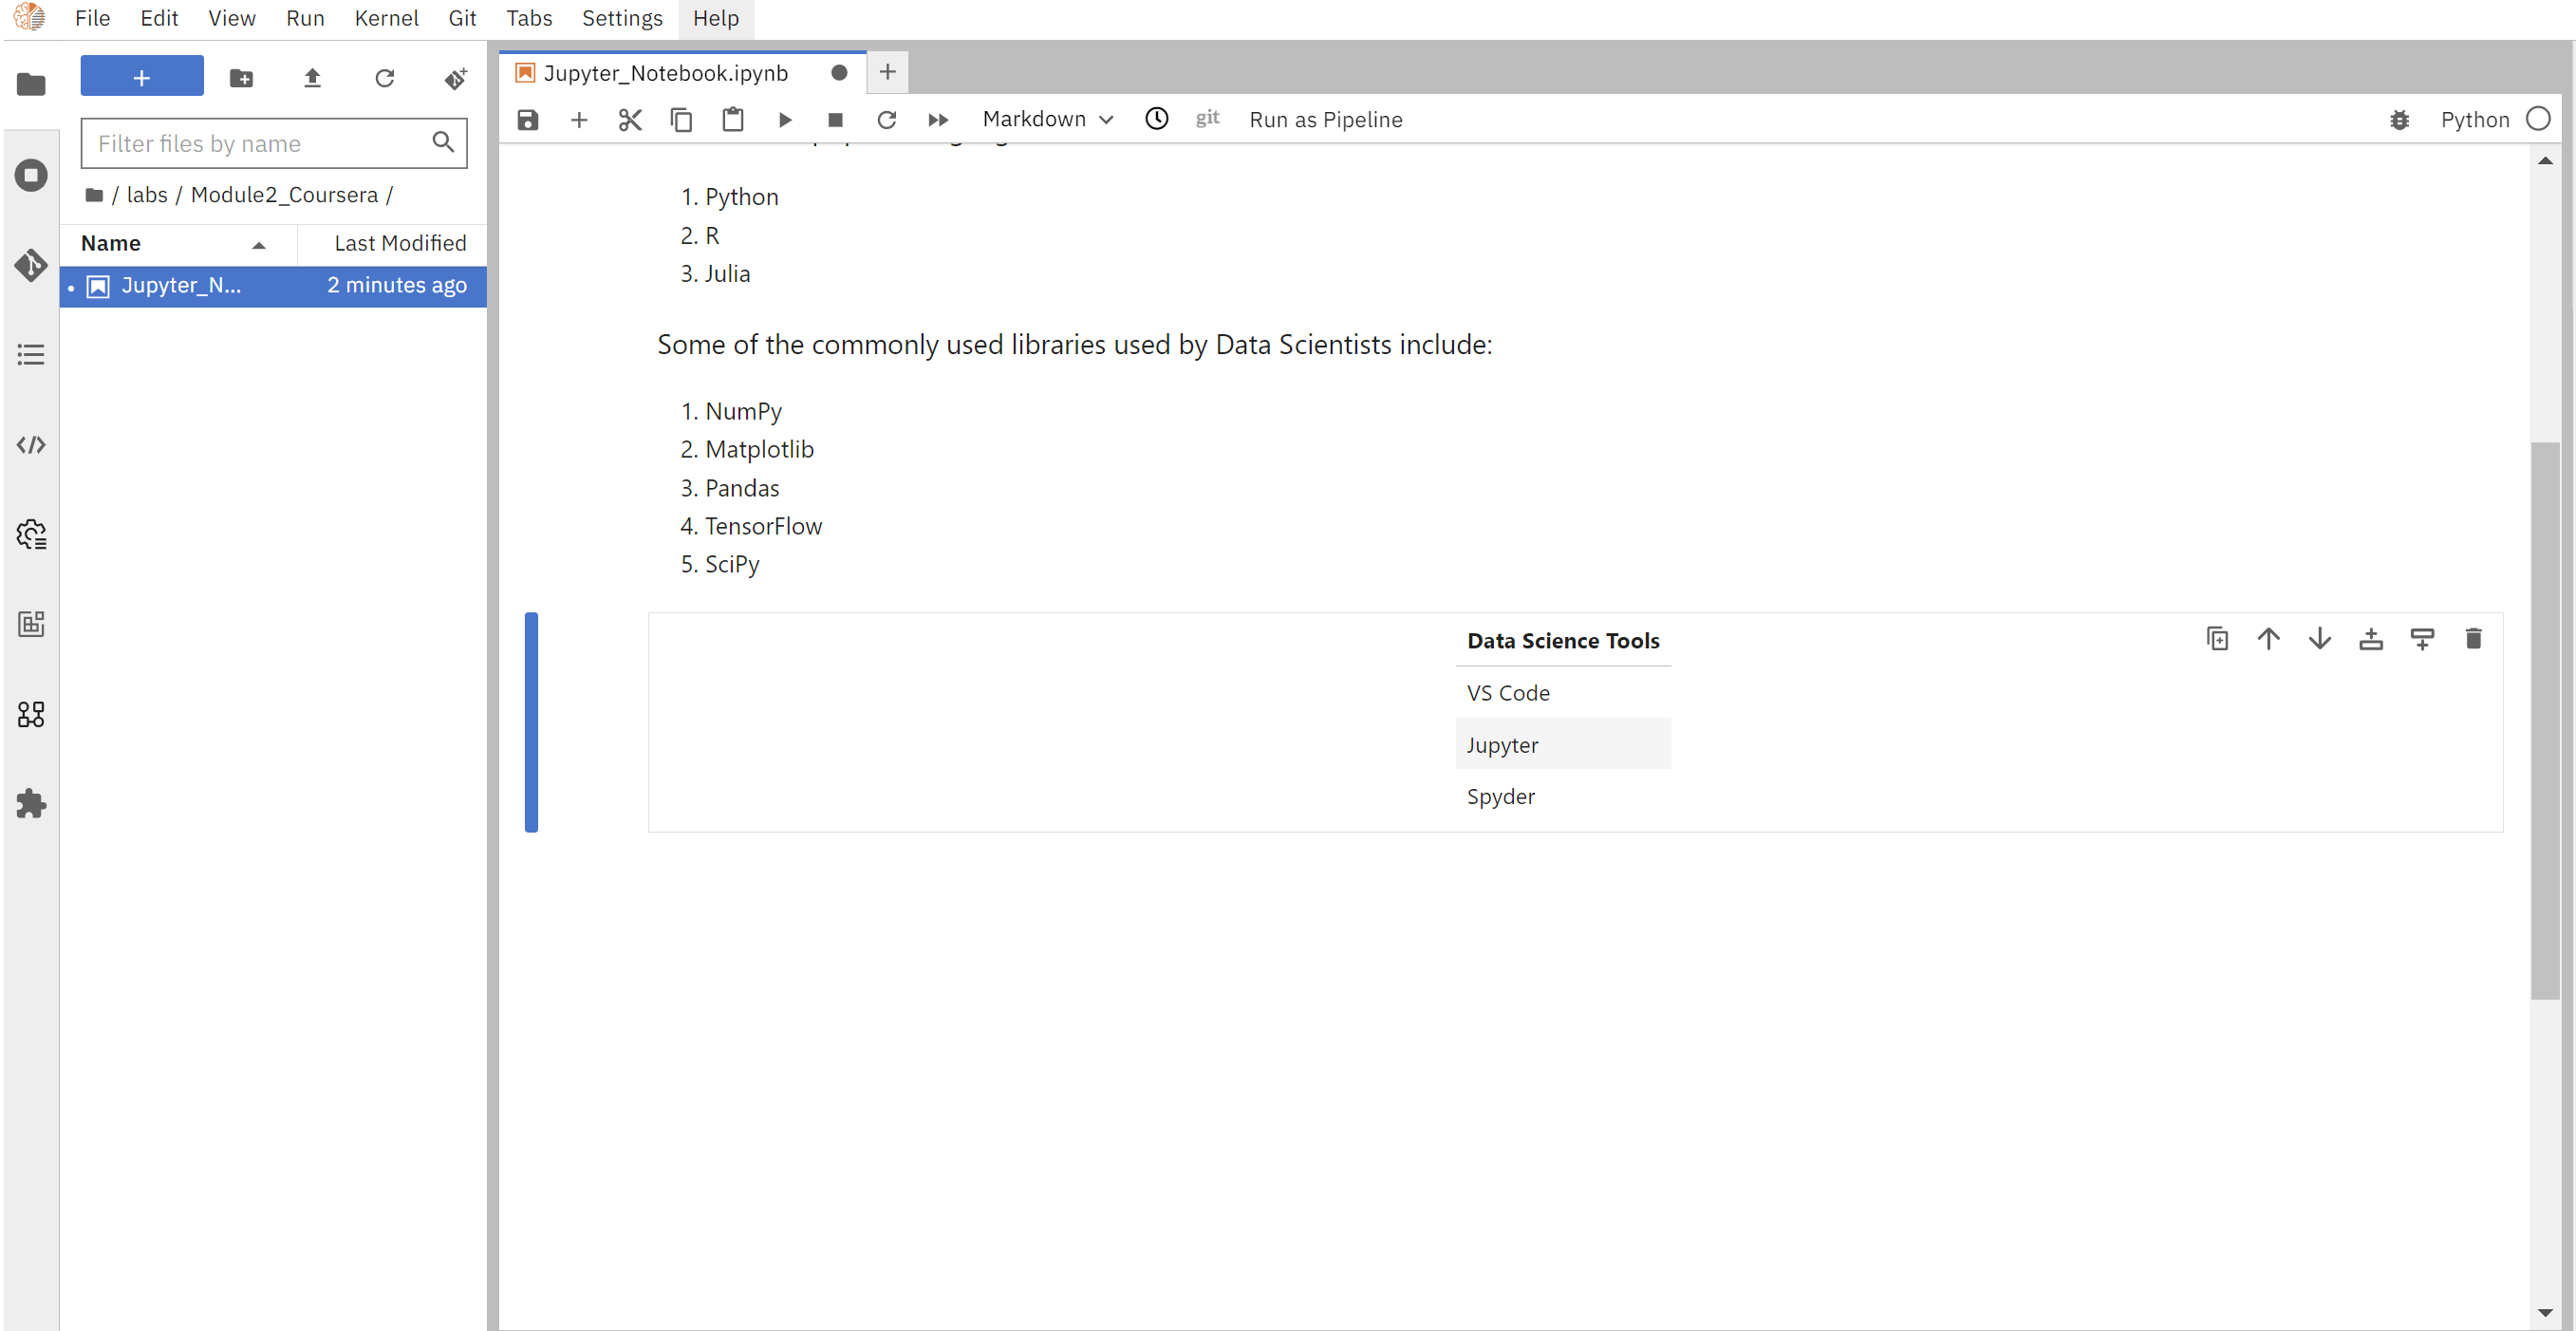 File Edit View Run Kernel Git Tabs Settings Help
+
Filter files by name
/ labs / Module2_Coursera /
Name Last Modified
Jupyter_N... 2 minutes ago
Jupyter_Notebook.ipynb
Markdown git Run as Pipeline Python
1. Python
2. R
3. Julia
Some of the commonly used libraries used by Data Scientists include:
1. NumPy
2. Matplotlib
3. Pandas
4. TensorFlow
5. SciPy
Data Science Tools
VS Code
Jupyter
Spyder